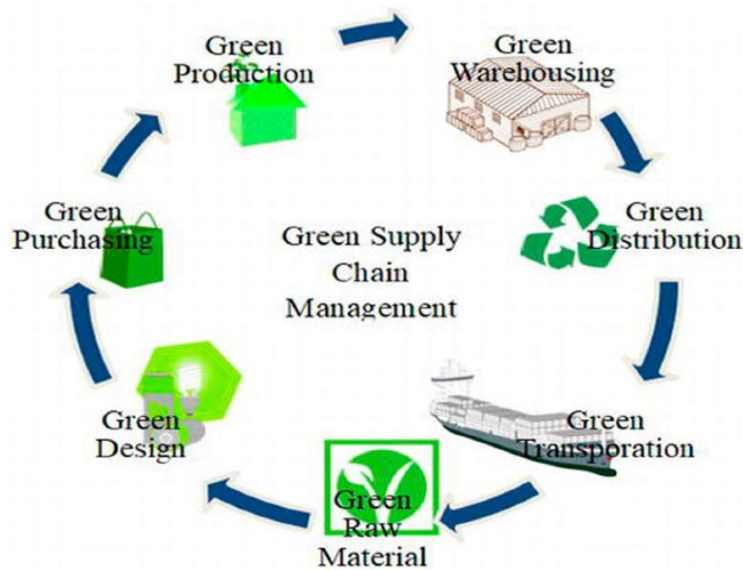 Green
Production
Green
Warehousing
Green
Distribution
Green
Transporation
Green
Raw
Material
Green
Design
Green
Purchasing
Green Supply
Chain
Management